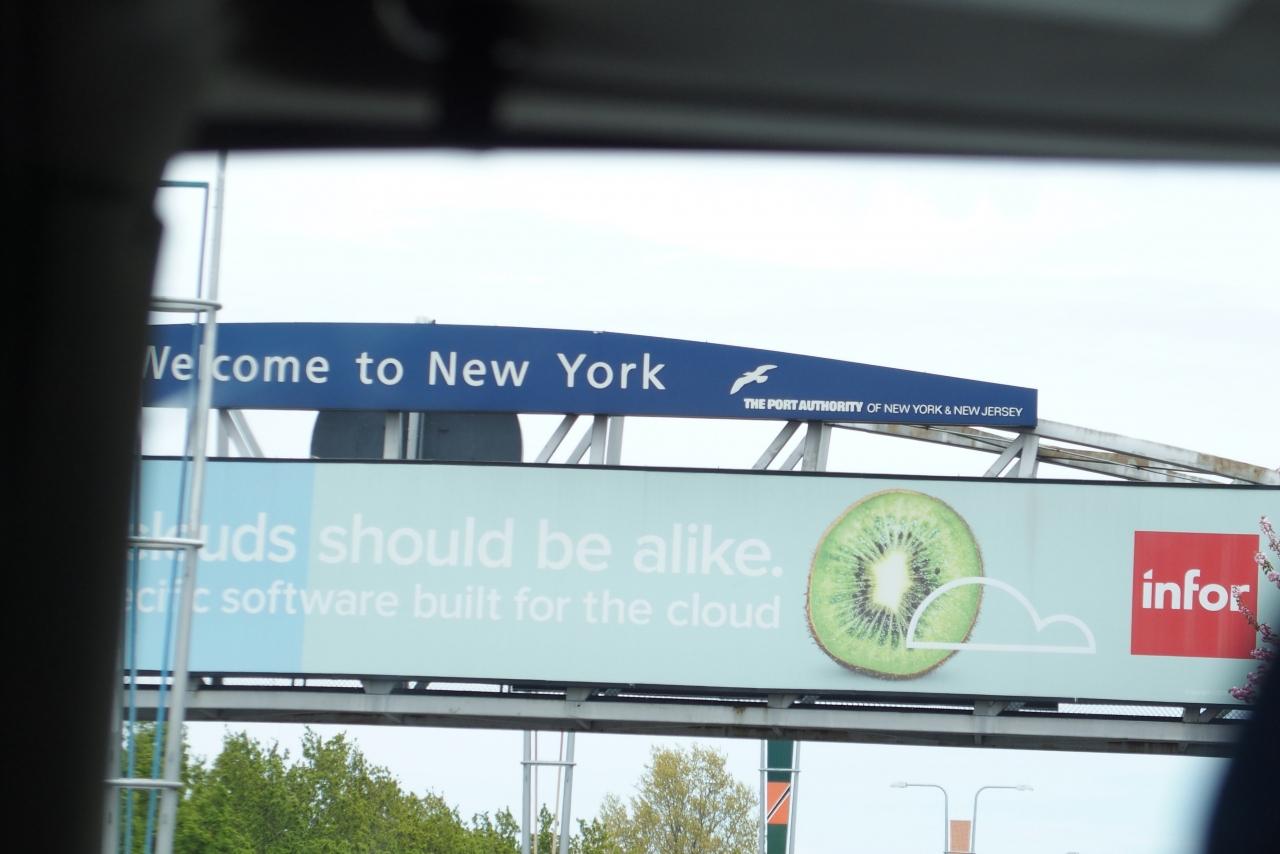 Welcome to New York
THE PORT AUTHORITY OF NEW YORK & NEW JERSEY
clouds should be alike.
software built for the cloud
infor